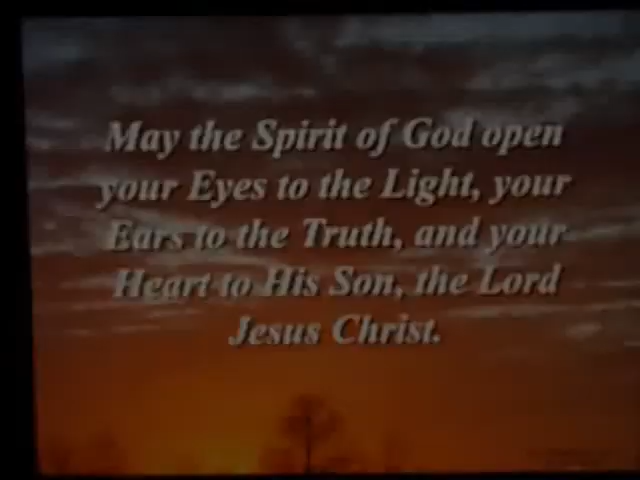 May the Spirit of God open
your Eyes to the Light, your
Ears to the Truth, and your
Heart to His Son, the Lord
Jesus Christ.